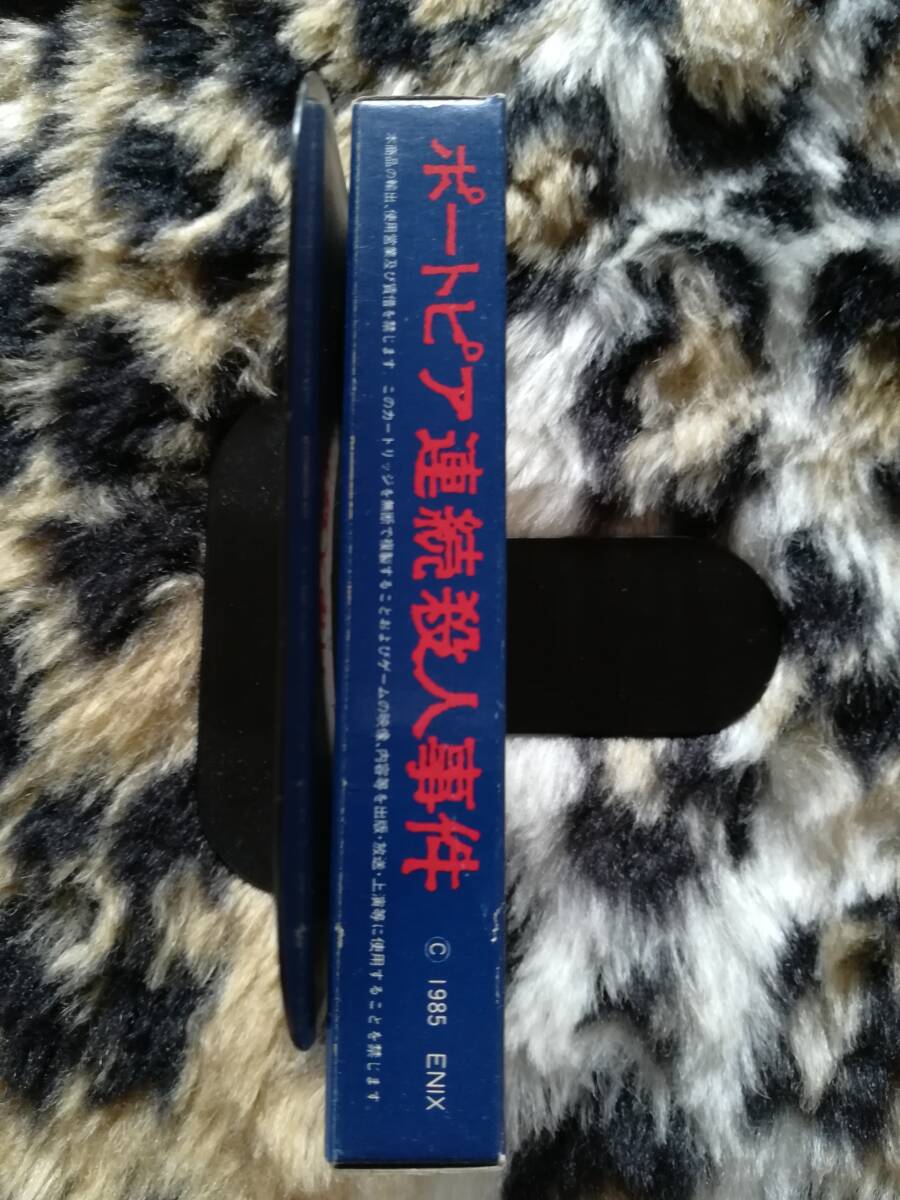 ポートピア連続殺人事件 © 1985 ENIX
本商品の輸出、使用営業及び賃借を禁じます このカートリッジを無断で複製することおよびゲームの映像、内容等を出版・放送・上演等に使用することを禁じます